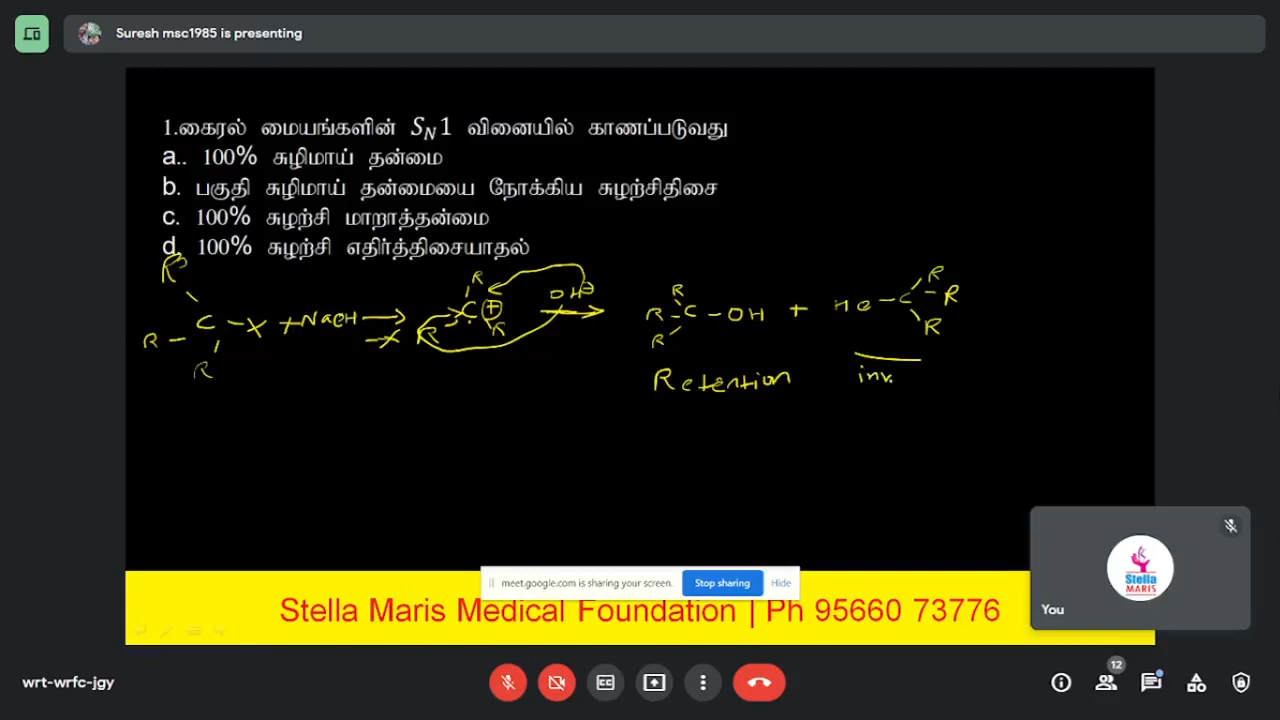 Suresh msc1985 is presenting
1.கைரல் மையங்களின் S_N1 வினையில் காணப்படுவது
a.. 100% சுழிமாய் தன்மை
b. பகுதி சுழிமாய் தன்மையை நோக்கிய சுழற்சிதிசை
c. 100% சுழற்சி மாறாத்தன்மை
d. 100% சுழற்சி எதிர்த்திசையாதல்
R
R – C – X + NaOH → –X
R
R
R C ⊕ R
OH⊖ →
R
R – C – OH + HO – C – R
R
R
R
Retention inv.
meet.google.com is sharing your screen. Stop sharing Hide
Stella Maris Medical Foundation | Ph 95660 73776
Stella
MARIS
You
wrt-wrfc-jgy
12